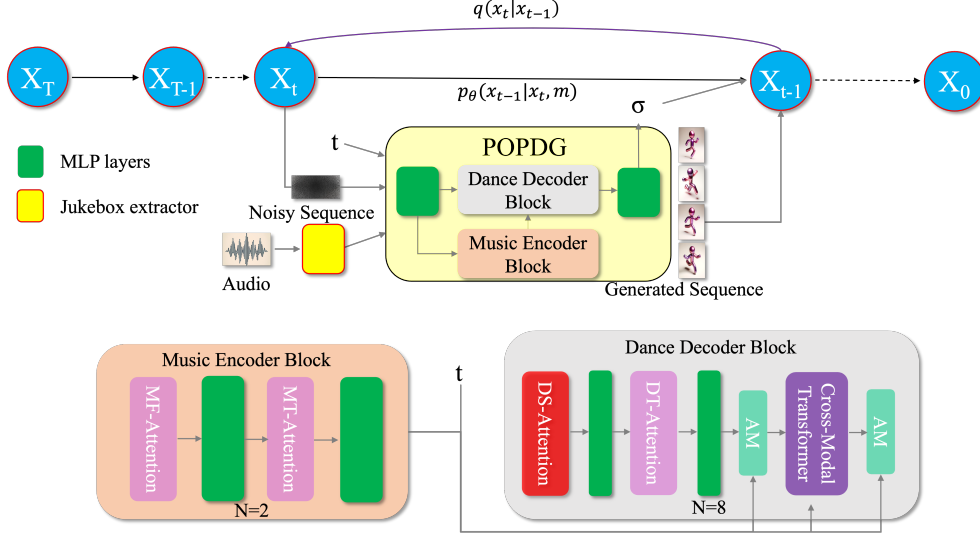 q(x_t|x_{t-1})
X_T
X_{T-1}
X_t
X_{t-1}
X_0
p_θ(x_{t-1}|x_t, m)
σ
t
POPDG
MLP layers
Jukebox extractor
Noisy Sequence
Audio
Dance Decoder
Block
Music Encoder
Block
Generated Sequence
Music Encoder Block
MF-Attention
MT-Attention
N=2
t
Dance Decoder Block
DS-Attention
DT-Attention
AM
Cross-Modal
Transformer
AM
N=8